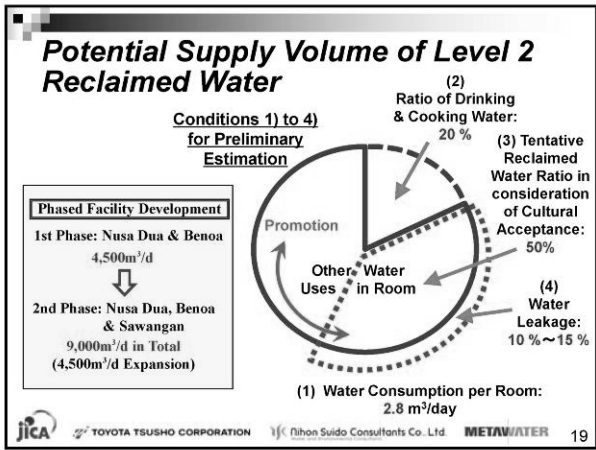 Potential Supply Volume of Level 2
Reclaimed Water
Conditions 1) to 4)
for Preliminary
Estimation
(2)
Ratio of Drinking
& Cooking Water:
20 %
(3) Tentative
Reclaimed
Water Ratio in
consideration
of Cultural
Acceptance:
50%
Phased Facility Development
1st Phase: Nusa Dua & Benoa
4,500m³/d
2nd Phase: Nusa Dua, Benoa
& Sawangan
9,000m³/d in Total
(4,500m³/d Expansion)
Promotion
Other Water
Uses in Room
(4)
Water
Leakage:
10 %～15 %
(1) Water Consumption per Room:
2.8 m³/day
jICA
TOYOTA TSUSHO CORPORATION
Nihon Suido Consultants Co., Ltd.
METAWATER
19